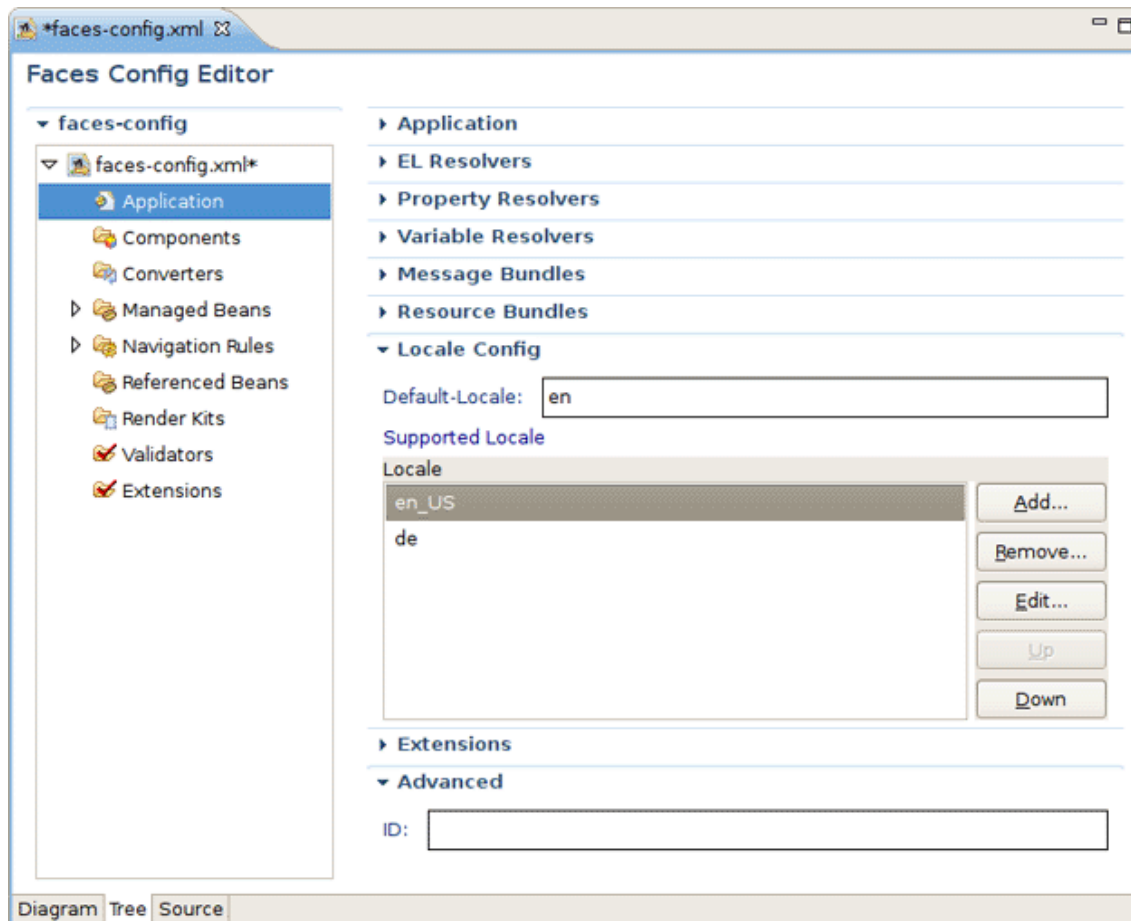 *faces-config.xml
Faces Config Editor
faces-config
faces-config.xml*
Application
Components
Converters
Managed Beans
Navigation Rules
Referenced Beans
Render Kits
Validators
Extensions
Application
EL Resolvers
Property Resolvers
Variable Resolvers
Message Bundles
Resource Bundles
Locale Config
Default-Locale: en
Supported Locale
Locale
en_US
de
Add...
Remove...
Edit...
Up
Down
Extensions
Advanced
ID:
Diagram Tree Source